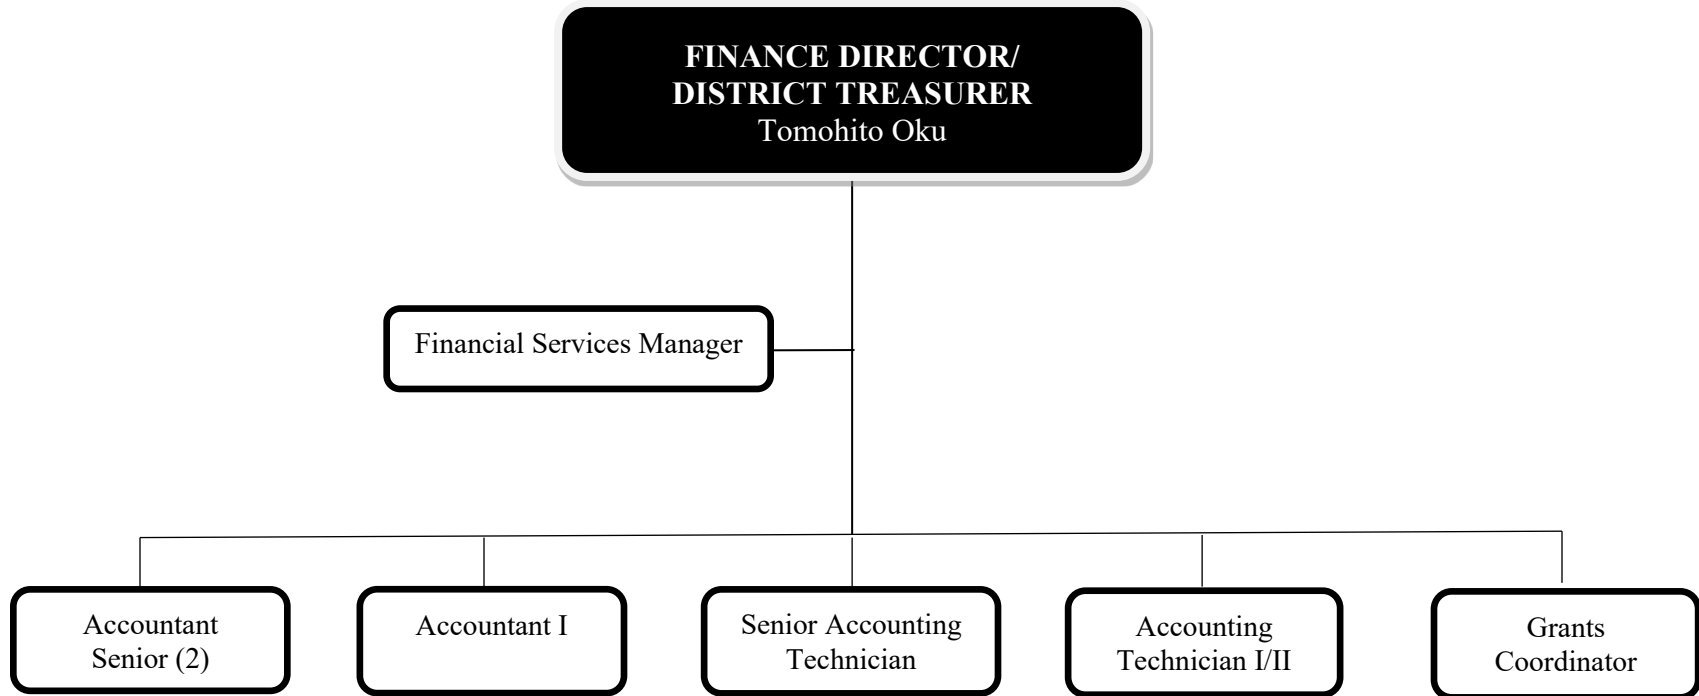 FINANCE DIRECTOR/
DISTRICT TREASURER
Tomohito Oku
Financial Services Manager
Accountant
Senior (2)
Accountant I
Senior Accounting
Technician
Accounting
Technician I/II
Grants
Coordinator